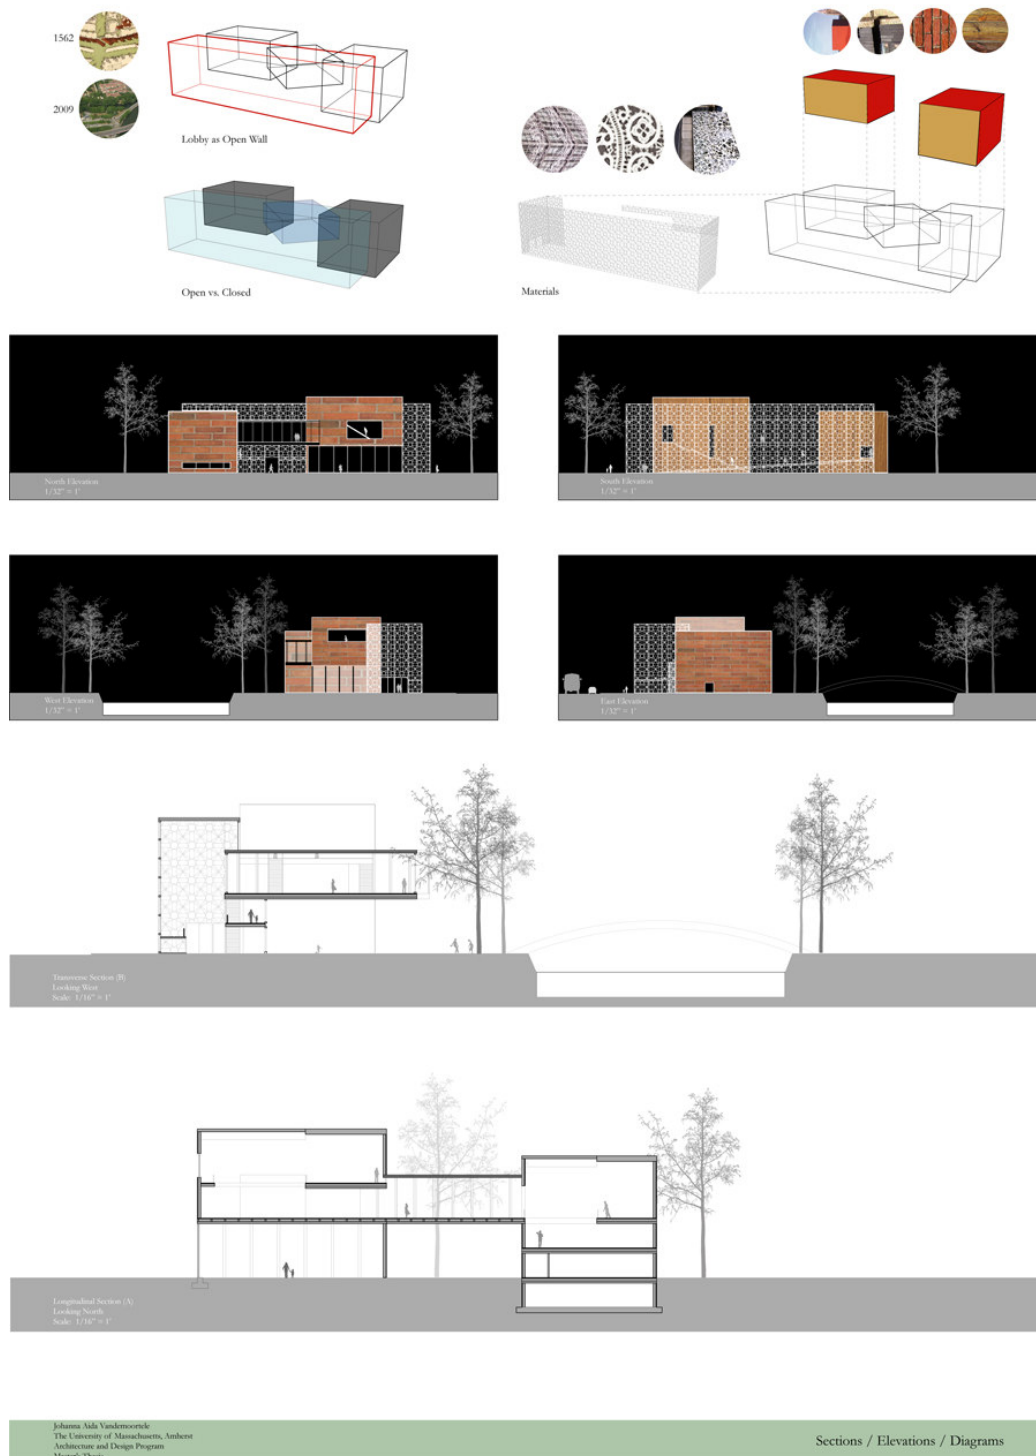 1562
2009
Lobby as Open Wall
Open vs. Closed
Materials
North Elevation
1/32" = 1'
South Elevation
1/32" = 1'
West Elevation
1/32" = 1'
East Elevation
1/32" = 1'
Transverse Section (B)
Looking West
Scale: 1/16" = 1'
Longitudinal Section (A)
Looking North
Scale: 1/16" = 1'
Johanna Aida Vandemoortele
The University of Massachusetts, Amherst
Architecture and Design Program
Master's Thesis
Sections / Elevations / Diagrams